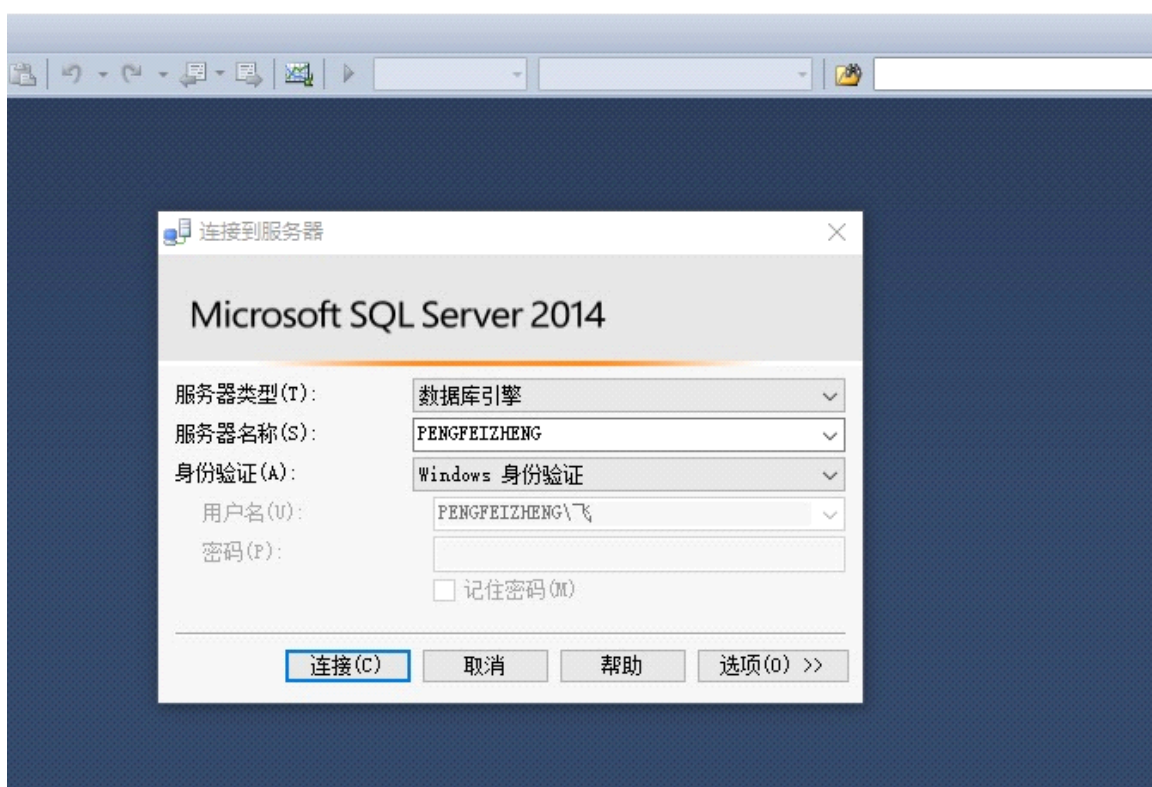 连接到服务器
Microsoft SQL Server 2014
服务器类型(T):
数据库引擎
服务器名称(S):
PENGFEIZHENG
身份验证(A):
Windows 身份验证
用户名(U):
PENGFEIZHENG\飞
密码(P):
记住密码(M)
连接(C)
取消
帮助
选项(O) >>